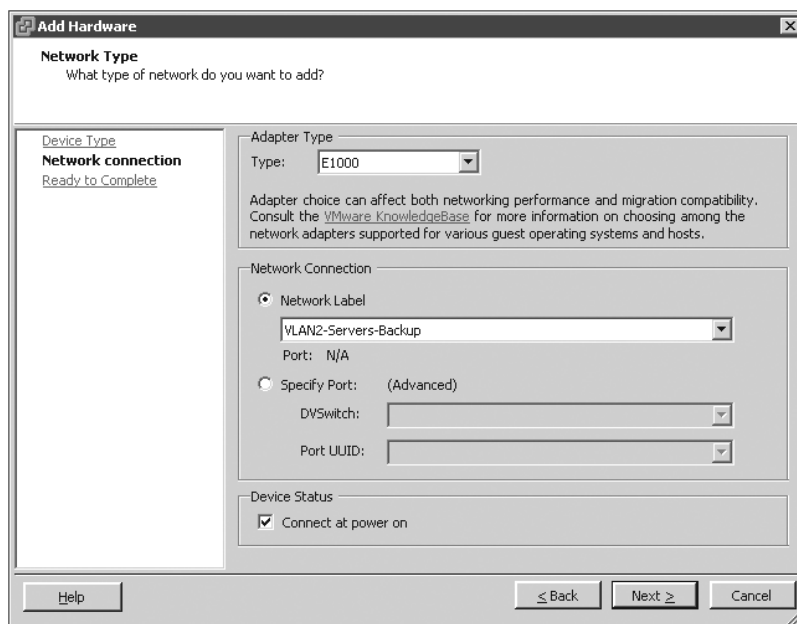 Add Hardware
Network Type
What type of network do you want to add?
Device Type
Network connection
Ready to Complete
Adapter Type
Type: E1000
Adapter choice can affect both networking performance and migration compatibility.
Consult the VMware KnowledgeBase for more information on choosing among the
network adapters supported for various guest operating systems and hosts.
Network Connection
Network Label
VLAN2-Servers-Backup
Port: N/A
Specify Port: (Advanced)
DVSwitch:
Port UUID:
Device Status
Connect at power on
Help
< Back
Next >
Cancel